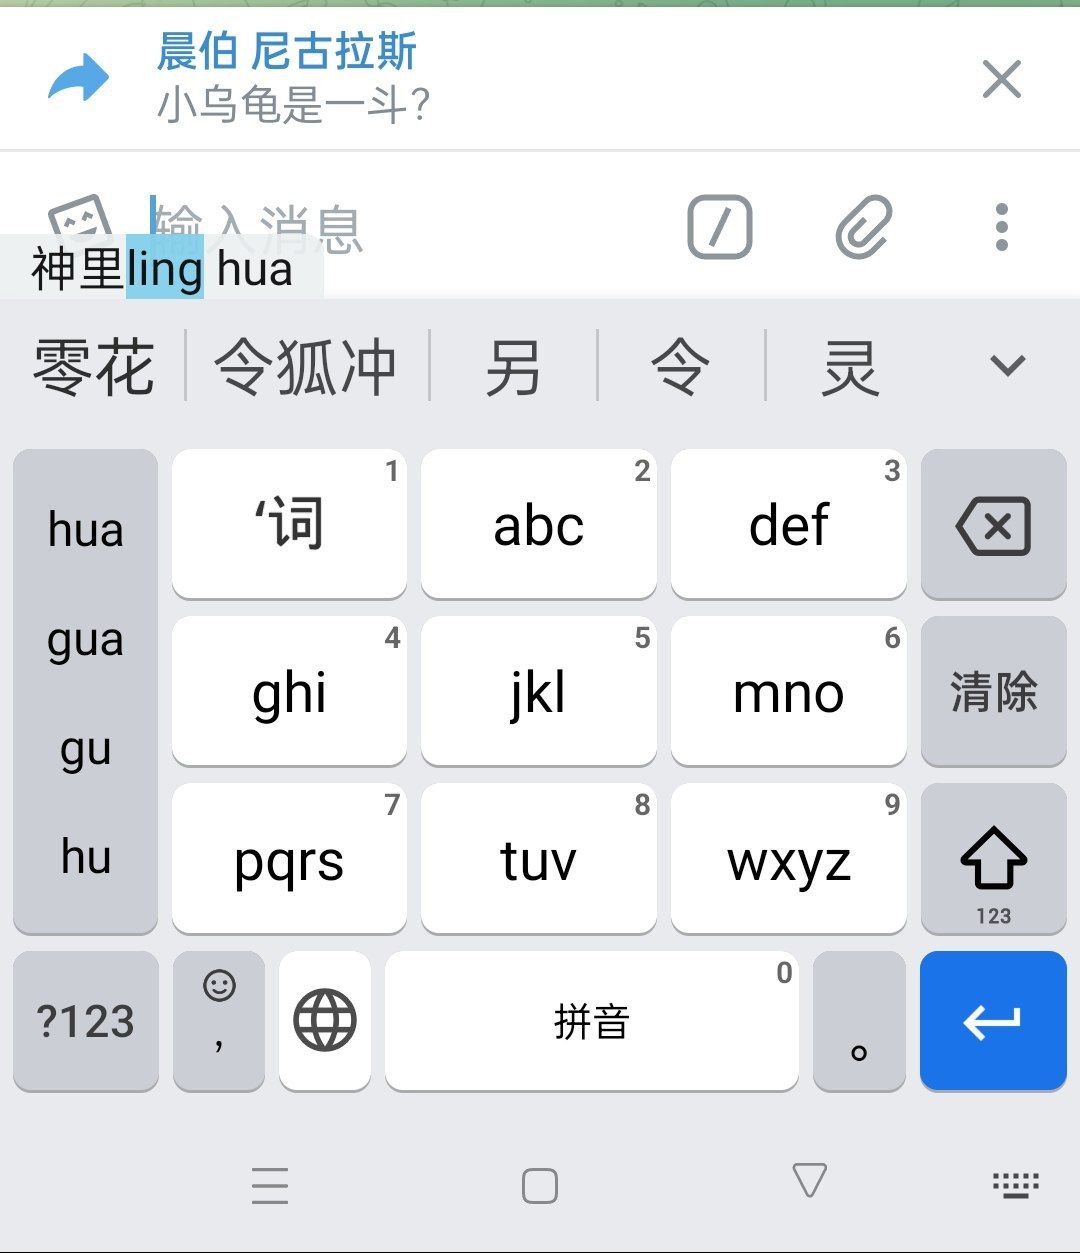 晨伯 尼古拉斯
小乌龟是一斗?
输入消息
神里ling hua
零花 令狐冲 另 令 灵
hua
gua
gu
hu
‘词 1
abc 2
def 3
ghi 4
jkl 5
mno 6
清除
pqrs 7
tuv 8
wxyz 9
123
?123
,
拼音 0
。